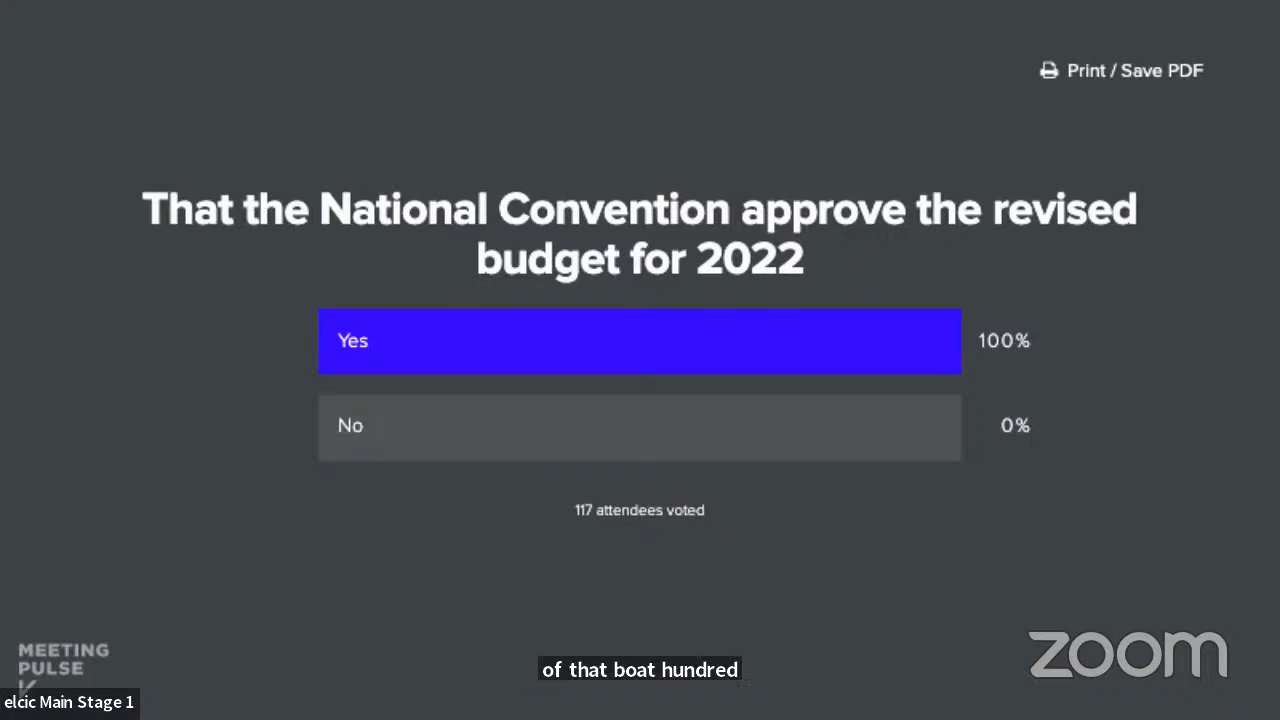 Print / Save PDF
That the National Convention approve the revised
budget for 2022
Yes 100%
No 0%
117 attendees voted
MEETING
PULSE
zoom
of that boat hundred
elcic Main Stage 1